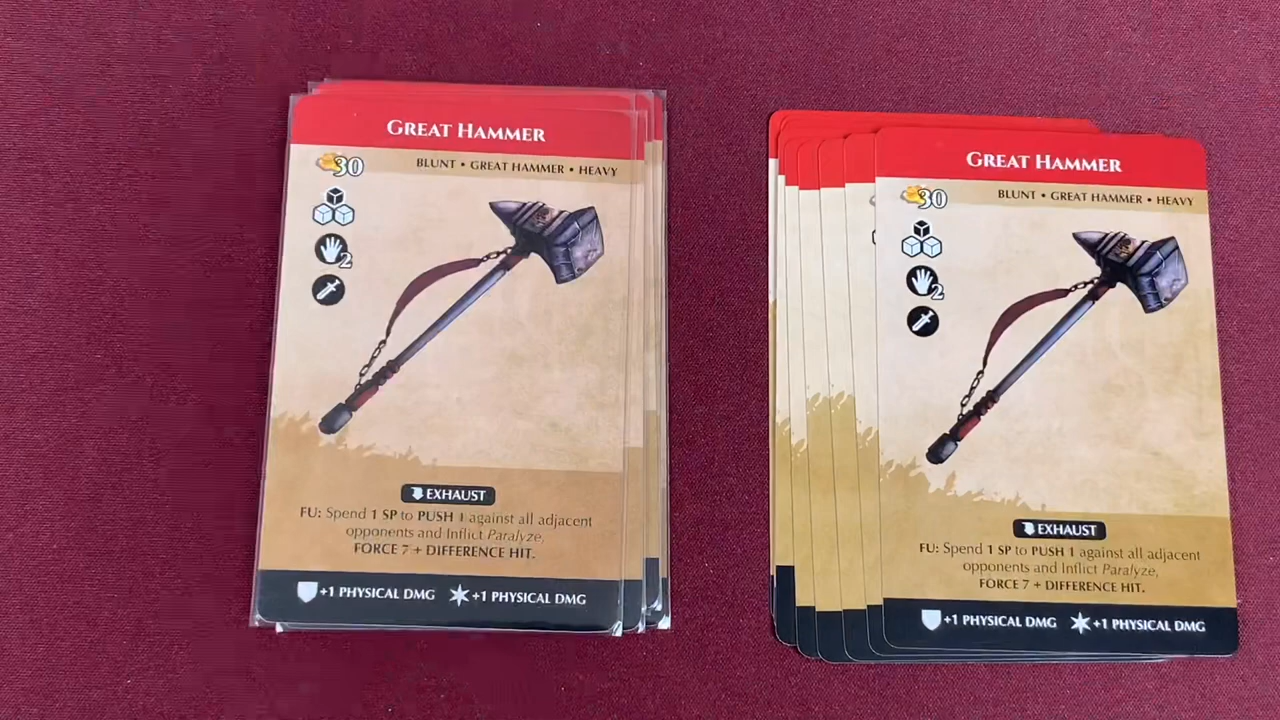 GREAT HAMMER
30
BLUNT • GREAT HAMMER • HEAVY
2
EXHAUST
FU: Spend 1 SP to PUSH 1 against all adjacent
opponents and Inflict Paralyze,
FORCE 7 + DIFFERENCE HIT.
+1 PHYSICAL DMG +1 PHYSICAL DMG
GREAT HAMMER
30
BLUNT • GREAT HAMMER • HEAVY
2
EXHAUST
FU: Spend 1 SP to PUSH 1 against all adjacent
opponents and Inflict Paralyze,
FORCE 7 + DIFFERENCE HIT.
+1 PHYSICAL DMG +1 PHYSICAL DMG